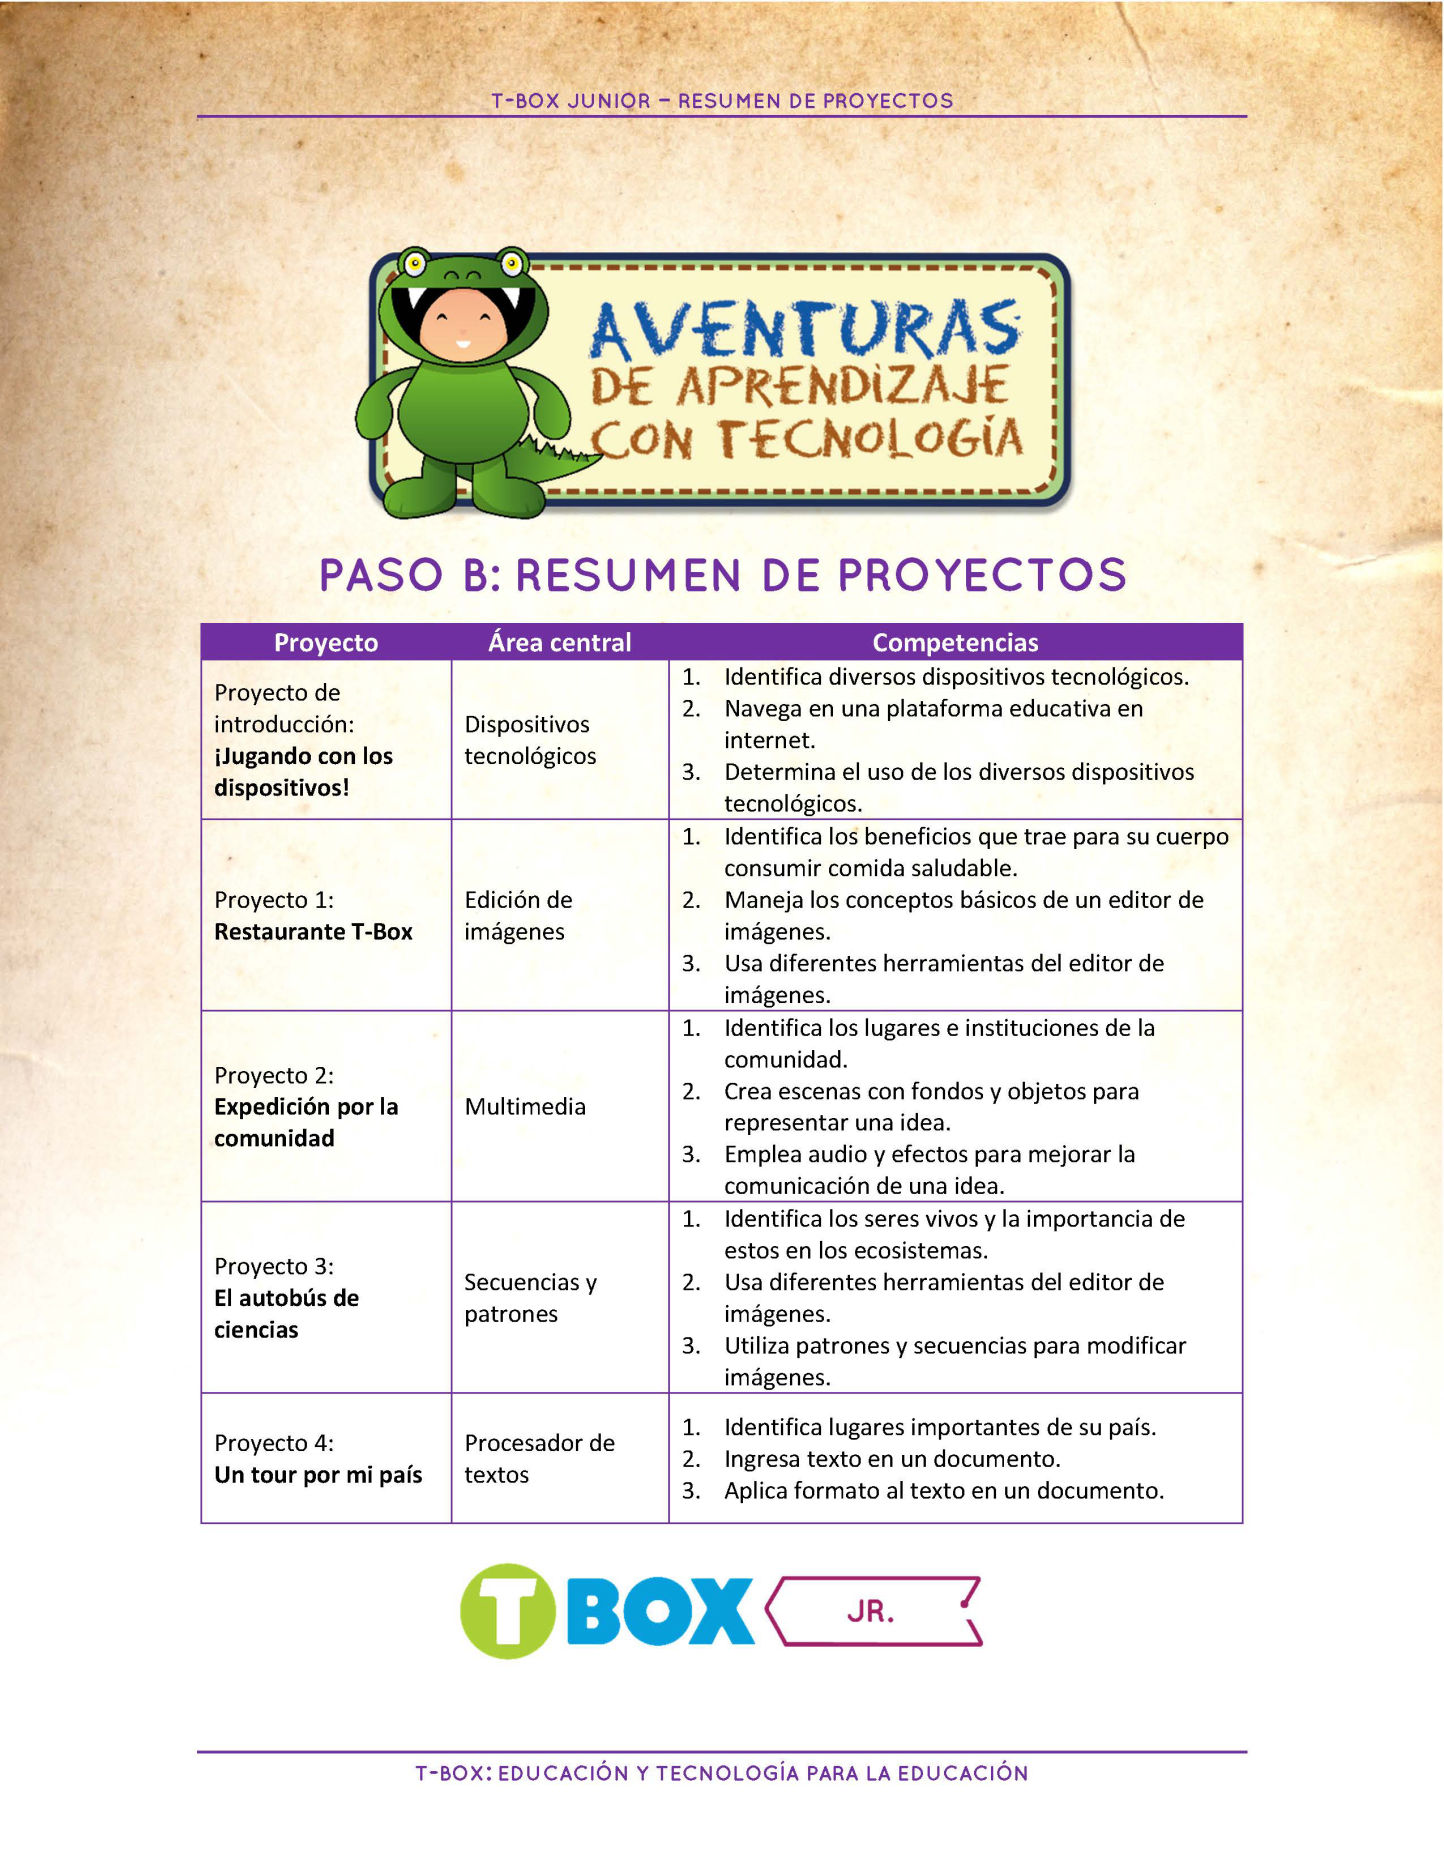 T-BOX JUNIOR – RESUMEN DE PROYECTOS
AVENTURAS
DE APRENDIZAJE
CON TECNOLOGÍA
PASO B: RESUMEN DE PROYECTOS
Proyecto Área central Competencias
Proyecto de
introducción:
¡Jugando con los
dispositivos!
Dispositivos
tecnológicos
1. Identifica diversos dispositivos tecnológicos.
2. Navega en una plataforma educativa en
internet.
3. Determina el uso de los diversos dispositivos
tecnológicos.
Proyecto 1:
Restaurante T-Box
Edición de
imágenes
1. Identifica los beneficios que trae para su cuerpo
consumir comida saludable.
2. Maneja los conceptos básicos de un editor de
imágenes.
3. Usa diferentes herramientas del editor de
imágenes.
Proyecto 2:
Expedición por la
comunidad
Multimedia
1. Identifica los lugares e instituciones de la
comunidad.
2. Crea escenas con fondos y objetos para
representar una idea.
3. Emplea audio y efectos para mejorar la
comunicación de una idea.
Proyecto 3:
El autobús de
ciencias
Secuencias y
patrones
1. Identifica los seres vivos y la importancia de
estos en los ecosistemas.
2. Usa diferentes herramientas del editor de
imágenes.
3. Utiliza patrones y secuencias para modificar
imágenes.
Proyecto 4:
Un tour por mi país
Procesador de
textos
1. Identifica lugares importantes de su país.
2. Ingresa texto en un documento.
3. Aplica formato al texto en un documento.
T BOX JR.
T-BOX: EDUCACIÓN Y TECNOLOGÍA PARA LA EDUCACIÓN